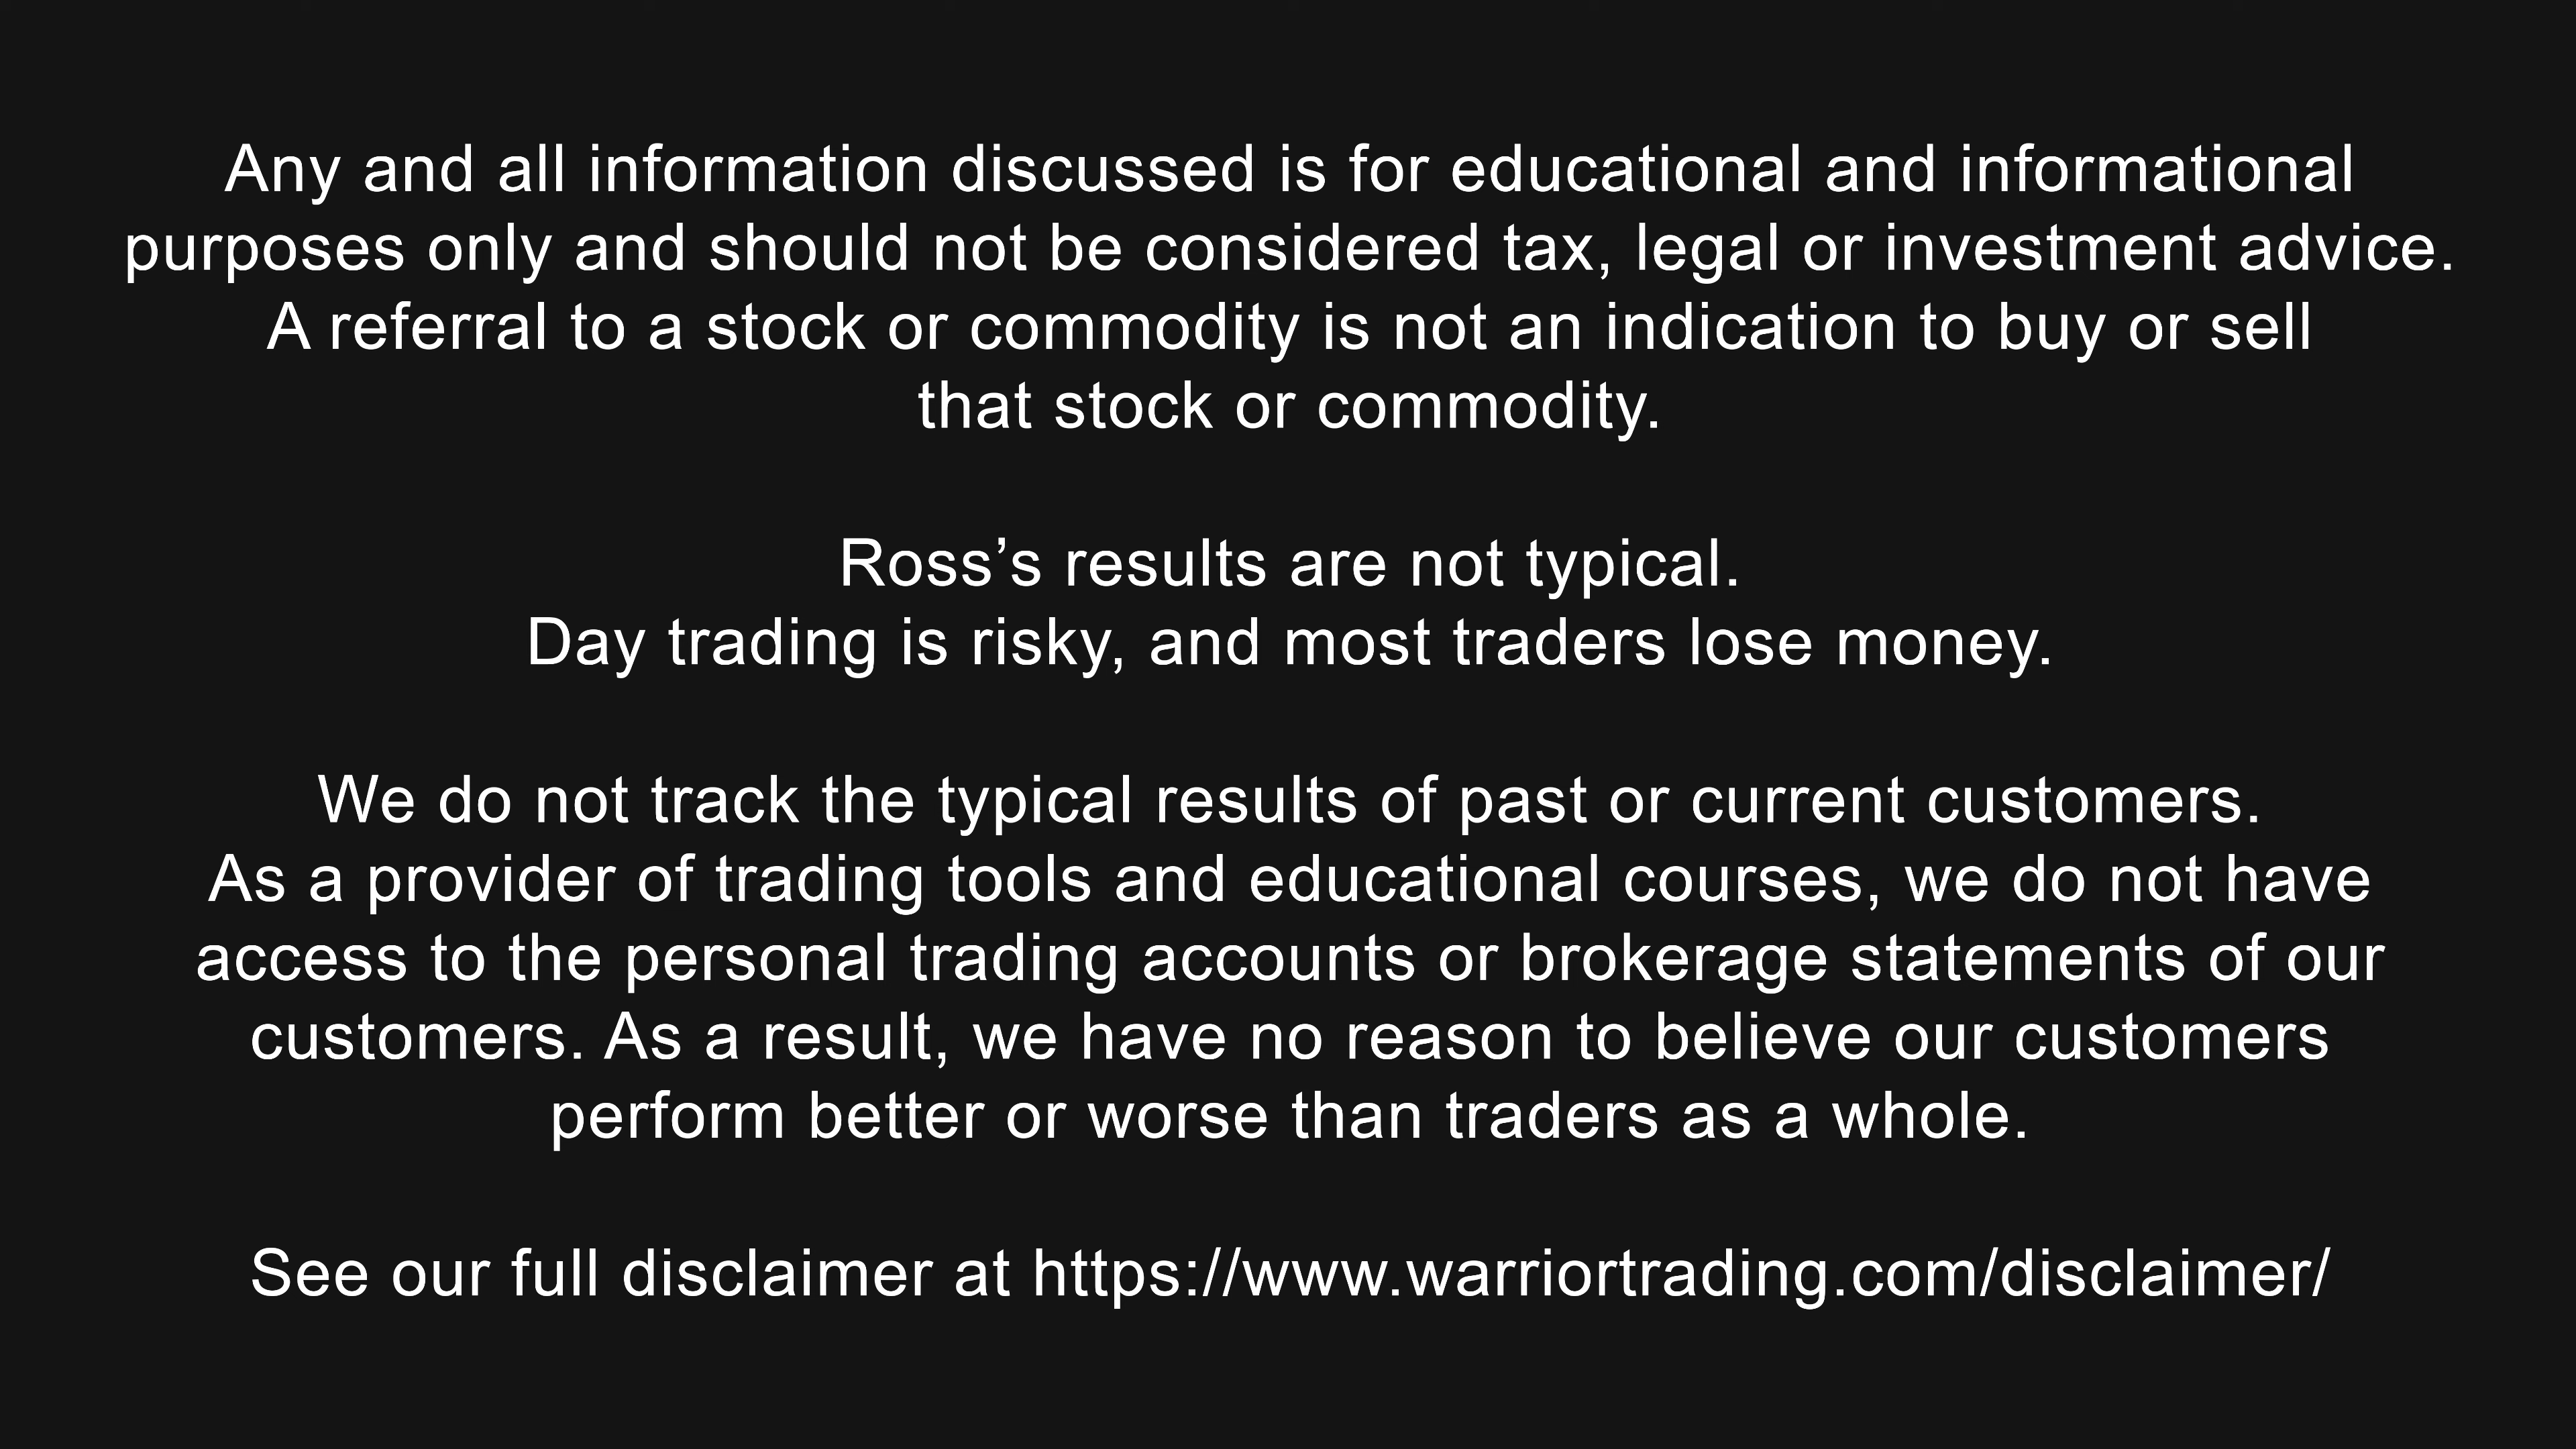 Any and all information discussed is for educational and informational
purposes only and should not be considered tax, legal or investment advice.
A referral to a stock or commodity is not an indication to buy or sell
that stock or commodity.
Ross’s results are not typical.
Day trading is risky, and most traders lose money.
We do not track the typical results of past or current customers.
As a provider of trading tools and educational courses, we do not have
access to the personal trading accounts or brokerage statements of our
customers. As a result, we have no reason to believe our customers
perform better or worse than traders as a whole.
See our full disclaimer at https://www.warriortrading.com/disclaimer/